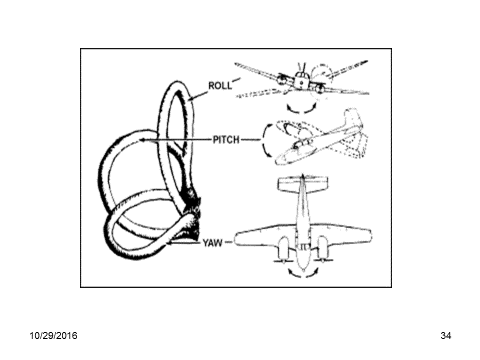 ROLL
PITCH
YAW
10/29/2016
34